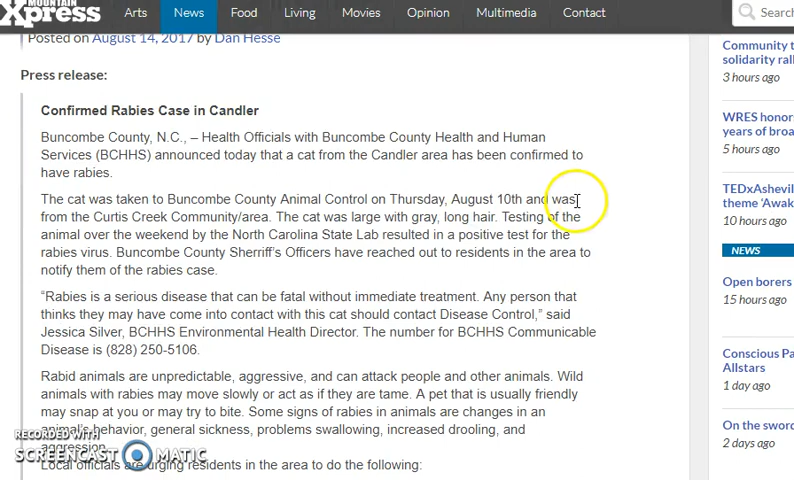 MOUNTAIN
Xpress
Arts News Food Living Movies Opinion Multimedia Contact
Search
Posted on August 14, 2017 by Dan Hesse
Press release:
Confirmed Rabies Case in Candler
Buncombe County, N.C., – Health Officials with Buncombe County Health and Human
Services (BCHHS) announced today that a cat from the Candler area has been confirmed to
have rabies.
The cat was taken to Buncombe County Animal Control on Thursday, August 10th and was
from the Curtis Creek Community/area. The cat was large with gray, long hair. Testing of the
animal over the weekend by the North Carolina State Lab resulted in a positive test for the
rabies virus. Buncombe County Sheriff's Officers have reached out to residents in the area to
notify them of the rabies case.
“Rabies is a serious disease that can be fatal without immediate treatment. Any person that
thinks they may have come into contact with this cat should contact Disease Control,” said
Jessica Silver, BCHHS Environmental Health Director. The number for BCHHS Communicable
Disease is (828) 250-5106.
Rabid animals are unpredictable, aggressive, and can attack people and other animals. Wild
animals with rabies may move slowly or act as if they are tame. A pet that is usually friendly
may snap at you or may try to bite. Some signs of rabies in animals are changes in an
animal's behavior, general sickness, problems swallowing, increased drooling, and
aggression.
Local officials are urging residents in the area to do the following:
RECORDED WITH
SCREENCAST MATIC
Community t
solidarity rall
3 hours ago
WRES honor
years of broa
5 hours ago
TEDxAshevill
theme 'Awak
10 hours ago
NEWS
Open borers
15 hours ago
Conscious Pa
Allstars
1 day ago
On the sword
2 days ago